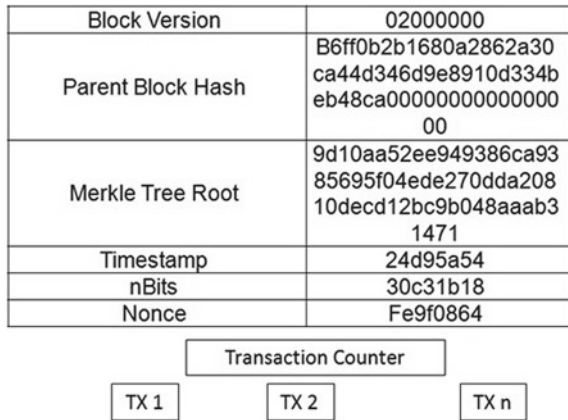 Block Version 02000000
B6ff0b2b1680a2862a30
Parent Block Hash ca44d346d9e8910d334b
eb48ca00000000000000
00
9d10aa52ee949386ca93
Merkle Tree Root 85695f04ede270dda208
10decd12bc9b048aaab3
1471
Timestamp 24d95a54
nBits 30c31b18
Nonce Fe9f0864
Transaction Counter
TX 1 TX 2 TX n